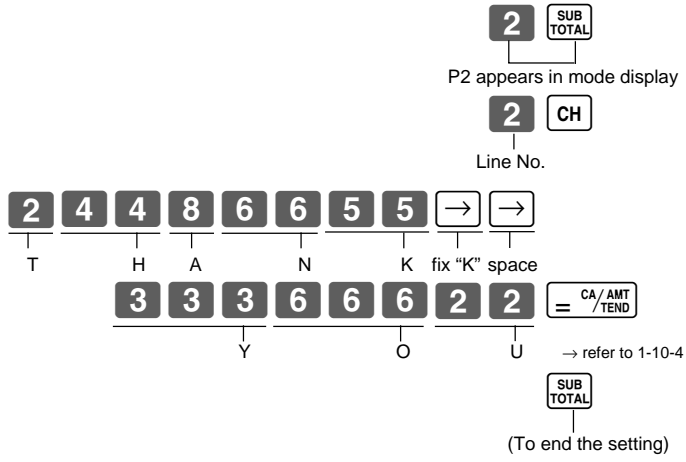 2 SUB TOTAL
P2 appears in mode display
2 CH
Line No.
2 4 4 8 6 6 5 5 → →
T H A N K fix “K” space
3 3 3 6 6 6 2 2 = CA/AMT TEND
Y O U → refer to 1-10-4
SUB TOTAL
(To end the setting)